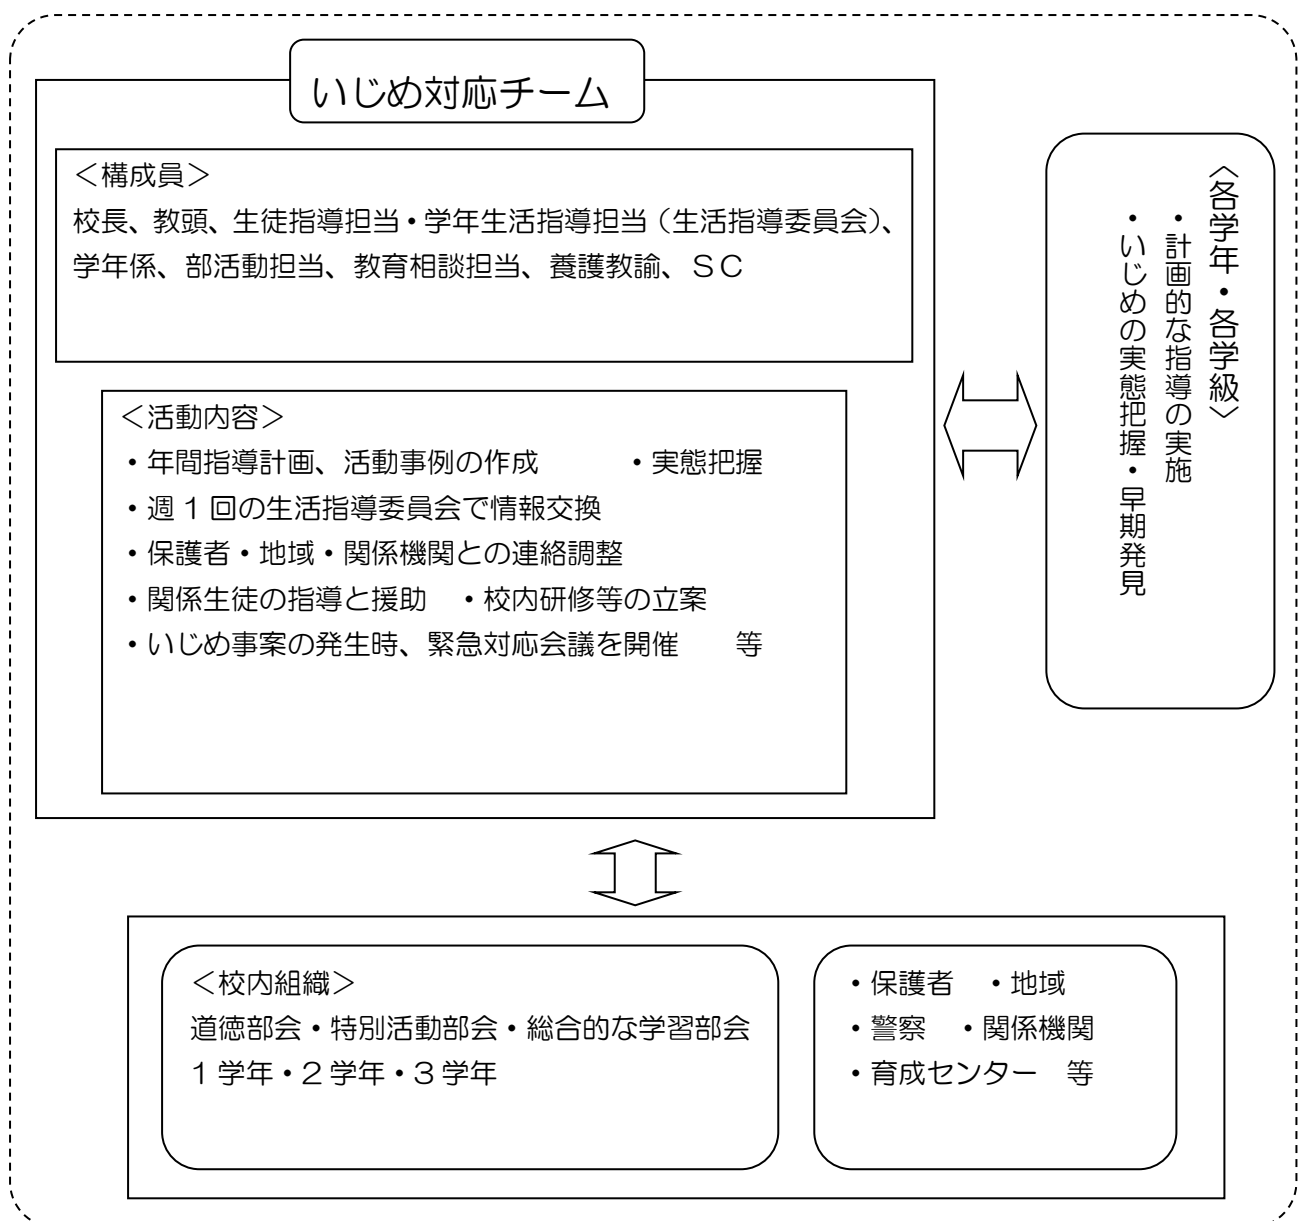 いじめ対応チーム
＜構成員＞
校長、教頭、生徒指導担当・学年生活指導担当（生活指導委員会）、
学年係、部活動担当、教育相談担当、養護教諭、ＳＣ
＜活動内容＞
・年間指導計画、活動事例の作成　　　・実態把握
・週１回の生活指導委員会で情報交換
・保護者・地域・関係機関との連絡調整
・関係生徒の指導と援助　・校内研修等の立案
・いじめ事案の発生時、緊急対応会議を開催　　等
〈各学年・各学級〉
・計画的な指導の実施
・いじめの実態把握・早期発見
＜校内組織＞
道徳部会・特別活動部会・総合的な学習部会
１学年・２学年・３学年
・保護者　・地域
・警察　・関係機関
・育成センター　等